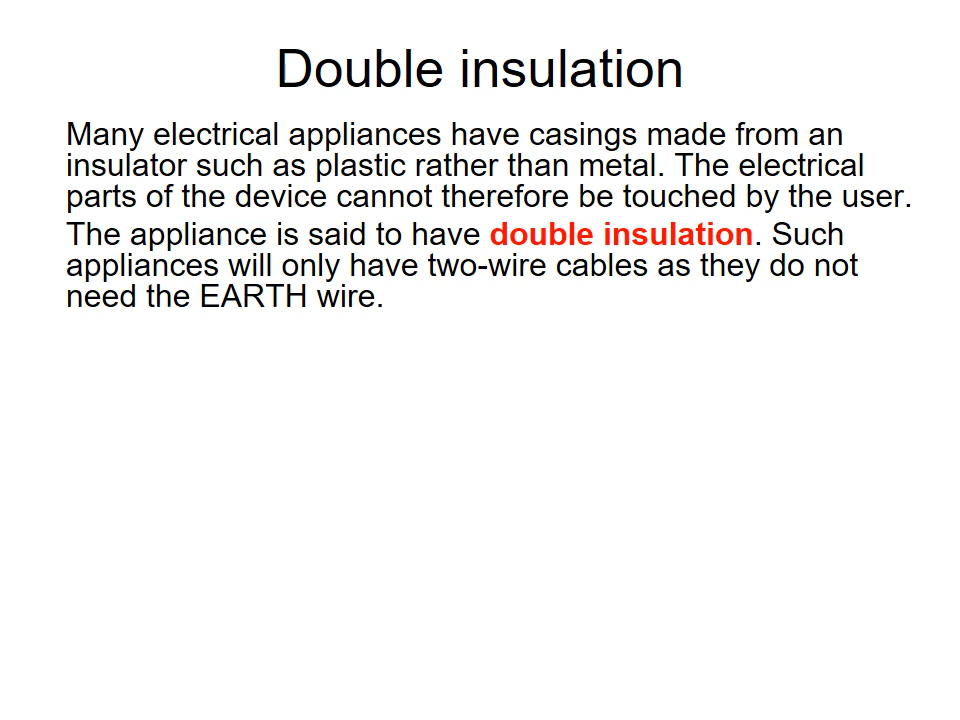 Double insulation
Many electrical appliances have casings made from an
insulator such as plastic rather than metal. The electrical
parts of the device cannot therefore be touched by the user.
The appliance is said to have double insulation. Such
appliances will only have two-wire cables as they do not
need the EARTH wire.